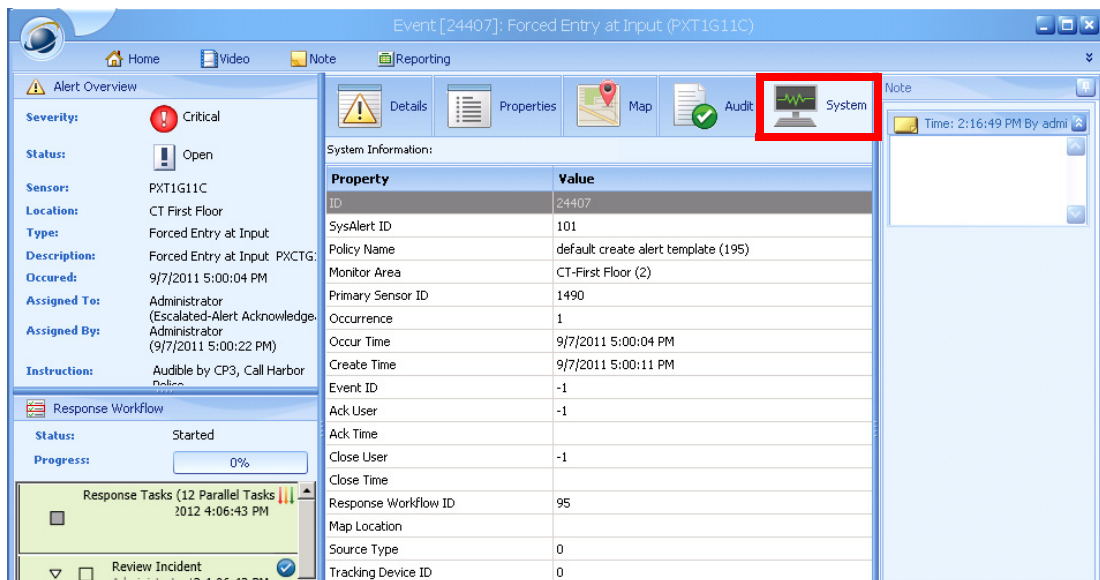 Event [24407]: Forced Entry at Input (PXT1G11C)
Home Video Note Reporting
Alert Overview
Severity: Critical
Status: Open
Sensor: PXT1G11C
Location: CT First Floor
Type: Forced Entry at Input
Description: Forced Entry at Input PXCTG:
Occured: 9/7/2011 5:00:04 PM
Assigned To: Administrator
(Escalated-Alert Acknowledge.
Assigned By: Administrator
(9/7/2011 5:00:22 PM)
Instruction: Audible by CP3, Call Harbor
Police
Response Workflow
Status: Started
Progress: 0%
Response Tasks (12 Parallel Tasks
2012 4:06:43 PM
Review Incident
Details Properties Map Audit System
System Information:
Property Value
ID 24407
SysAlert ID 101
Policy Name default create alert template (195)
Monitor Area CT-First Floor (2)
Primary Sensor ID 1490
Occurrence 1
Occur Time 9/7/2011 5:00:04 PM
Create Time 9/7/2011 5:00:11 PM
Event ID -1
Ack User -1
Ack Time
Close User -1
Close Time
Response Workflow ID 95
Map Location
Source Type 0
Tracking Device ID 0
Note
Time: 2:16:49 PM By admi